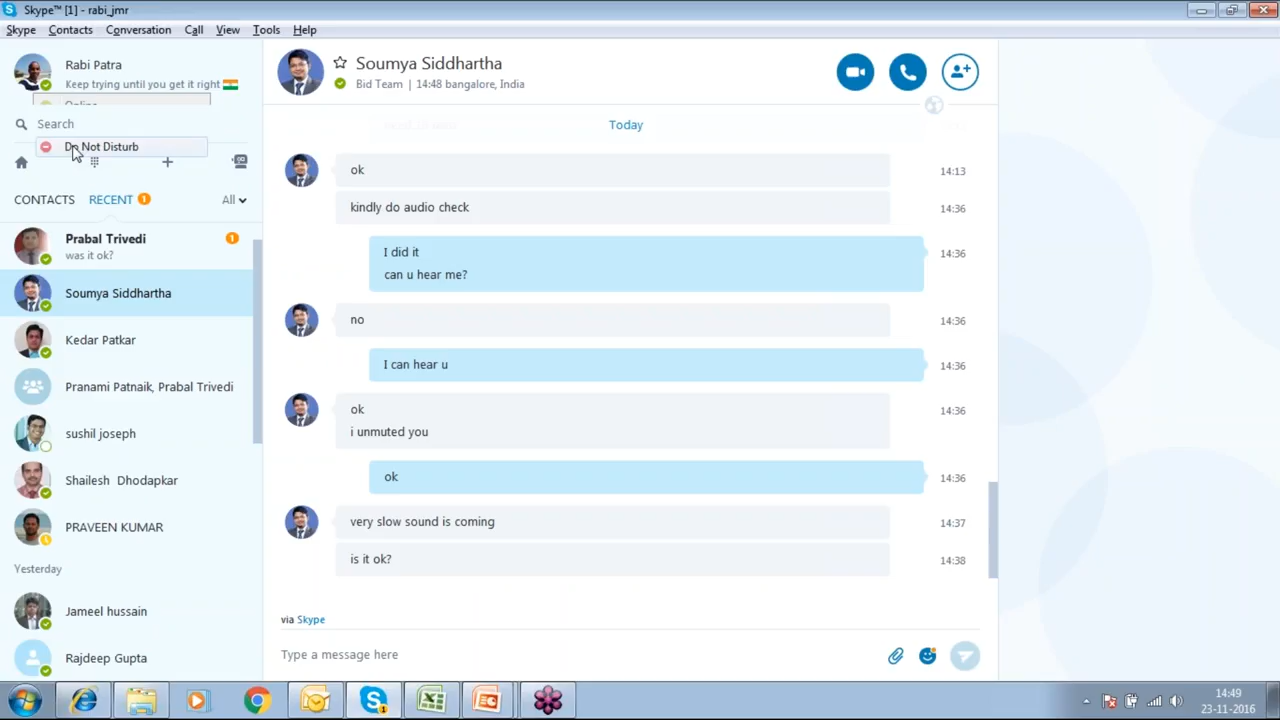 Skype™ [1] - rabi_jmr
Skype Contacts Conversation Call View Tools Help
Rabi Patra
Keep trying until you get it right
Online
Search
Do Not Disturb
CONTACTS RECENT 1 All
Prabal Trivedi 1
was it ok?
Soumya Siddhartha
Kedar Patkar
Pranami Patnaik, Prabal Trivedi
sushil joseph
Shailesh Dhodapkar
PRAVEEN KUMAR
Yesterday
Jameel hussain
Rajdeep Gupta
Soumya Siddhartha
Bid Team | 14:48 bangalore, India
Today
ok 14:13
kindly do audio check 14:36
I did it 14:36
can u hear me?
no 14:36
I can hear u 14:36
ok 14:36
i unmuted you
ok 14:36
very slow sound is coming 14:37
is it ok? 14:38
via Skype
Type a message here
14:49
23-11-2016